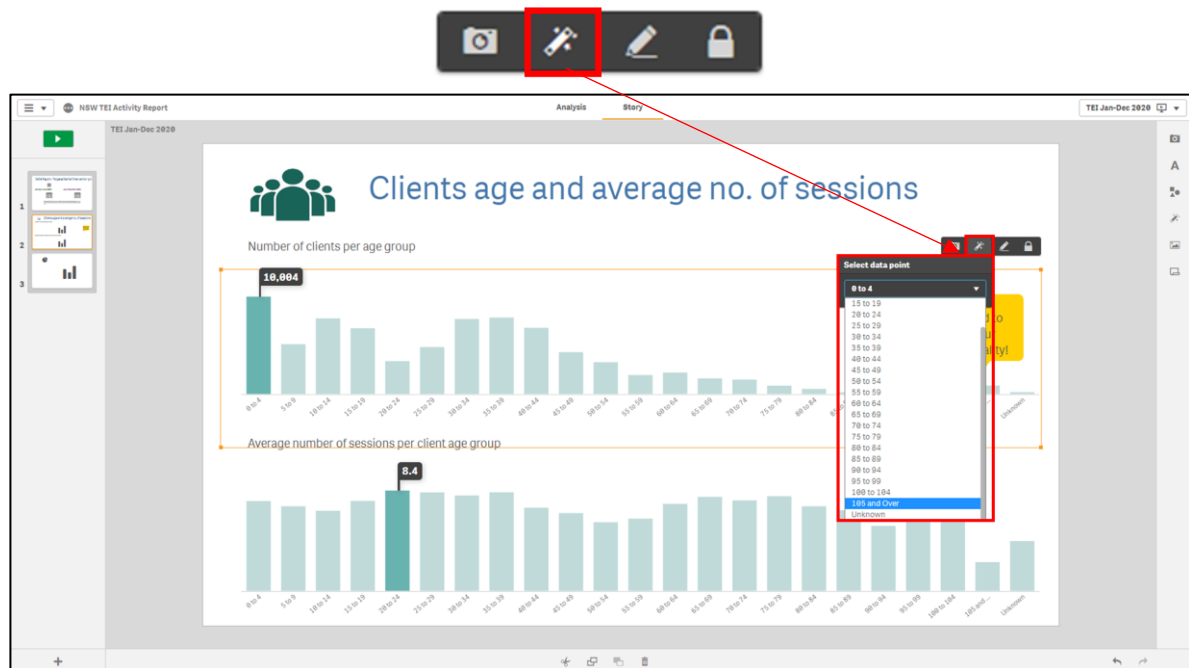 NSW TEI Activity Report
Analysis
Story
TEI Jan-Dec 2020
TEI Jan-Dec 2020
1
2
3
Clients age and average no. of sessions
Number of clients per age group
10,004
Select data point
0 to 4
15 to 19
20 to 24
25 to 29
30 to 34
35 to 39
40 to 44
45 to 49
50 to 54
55 to 59
60 to 64
65 to 69
70 to 74
75 to 79
80 to 84
85 to 89
90 to 94
95 to 99
100 to 104
105 and Over
Unknown
to
ality!
0 to 4
5 to 9
10 to 14
15 to 19
20 to 24
25 to 29
30 to 34
35 to 39
40 to 44
45 to 49
50 to 54
55 to 59
60 to 64
65 to 69
70 to 74
75 to 79
80 to 84
Unknown
Average number of sessions per client age group
8.4
0 to 4
5 to 9
10 to 14
15 to 19
20 to 24
25 to 29
30 to 34
35 to 39
40 to 44
45 to 49
50 to 54
55 to 59
60 to 64
65 to 69
70 to 74
75 to 79
80 to 84
85 to 89
90 to 94
95 to 99
100 to 104
105 and ...
Unknown